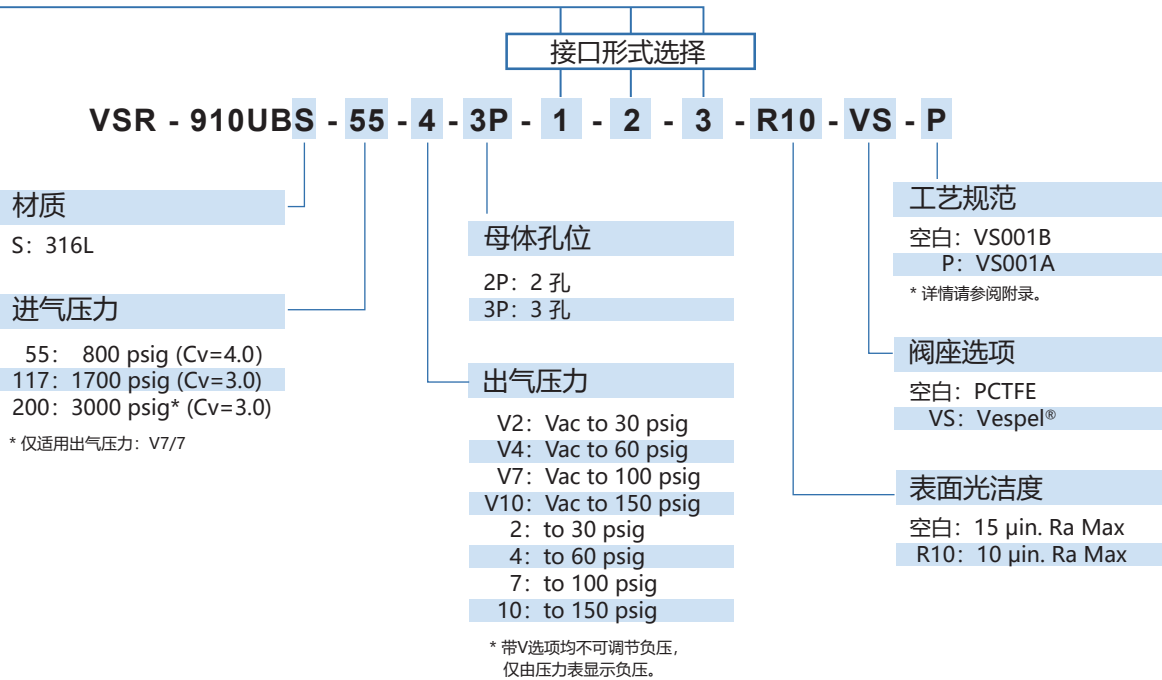 接口形式选择
VSR - 910UBS - 55 - 4 - 3P - 1 - 2 - 3 - R10 - VS - P
材质
S: 316L
进气压力
55: 800 psig (Cv=4.0)
117: 1700 psig (Cv=3.0)
200: 3000 psig* (Cv=3.0)
* 仅适用出气压力: V7/7
母体孔位
2P: 2 孔
3P: 3 孔
出气压力
V2: Vac to 30 psig
V4: Vac to 60 psig
V7: Vac to 100 psig
V10: Vac to 150 psig
2: to 30 psig
4: to 60 psig
7: to 100 psig
10: to 150 psig
* 带V选项均不可调节负压,
仅由压力表显示负压。
工艺规范
空白: VS001B
P: VS001A
* 详情请参阅附录。
阀座选项
空白: PCTFE
VS: Vespel®
表面光洁度
空白: 15 µin. Ra Max
R10: 10 µin. Ra Max